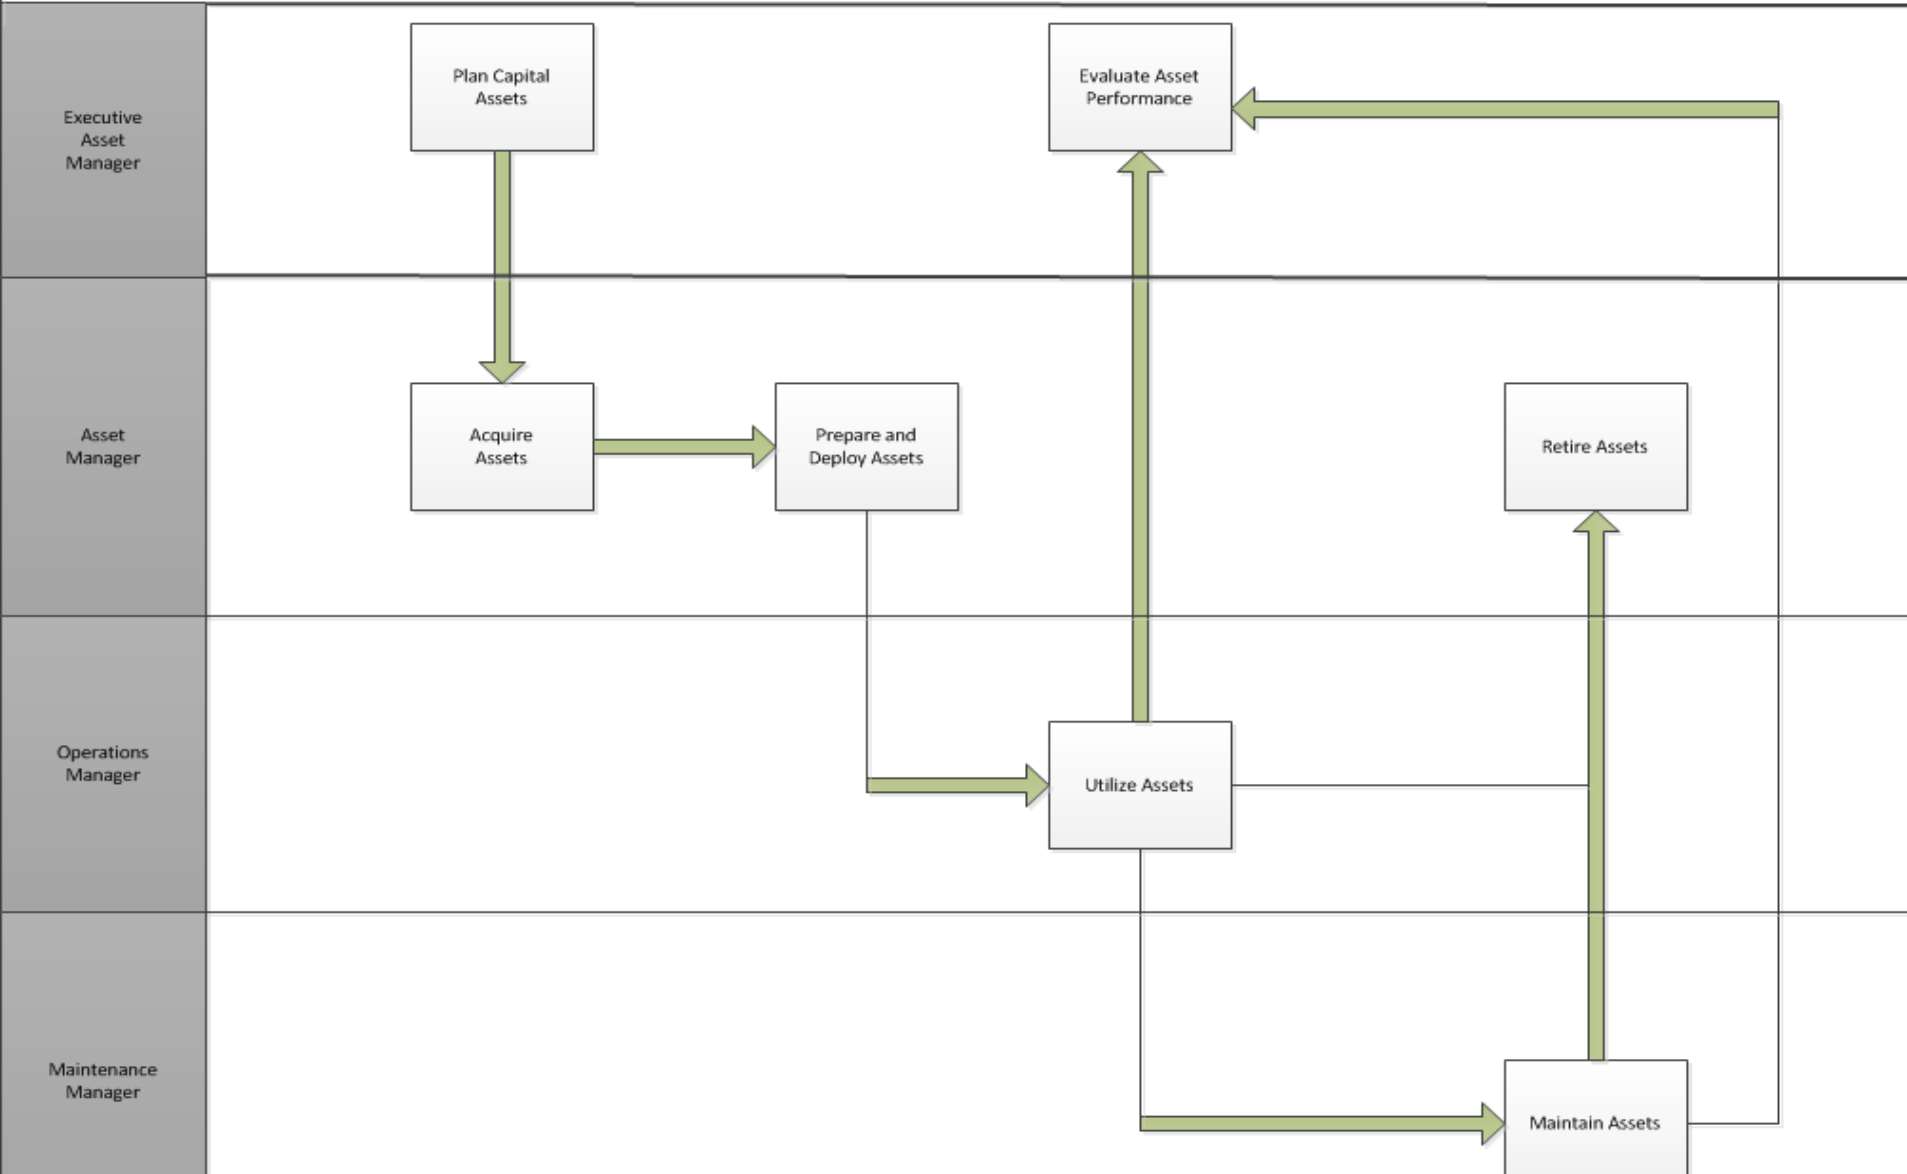 Executive
Asset
Manager
Plan Capital
Assets
Evaluate Asset
Performance
Asset
Manager
Acquire
Assets
Prepare and
Deploy Assets
Retire Assets
Operations
Manager
Utilize Assets
Maintenance
Manager
Maintain Assets